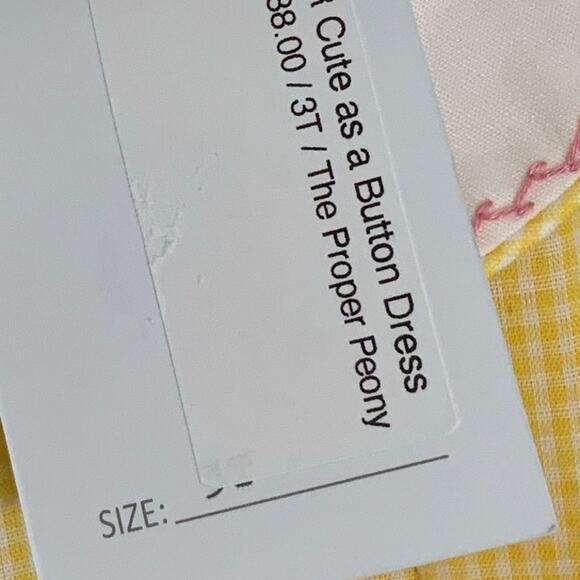 Cute as a Button Dress
88.00 / 3T / The Proper Peony
SIZE: